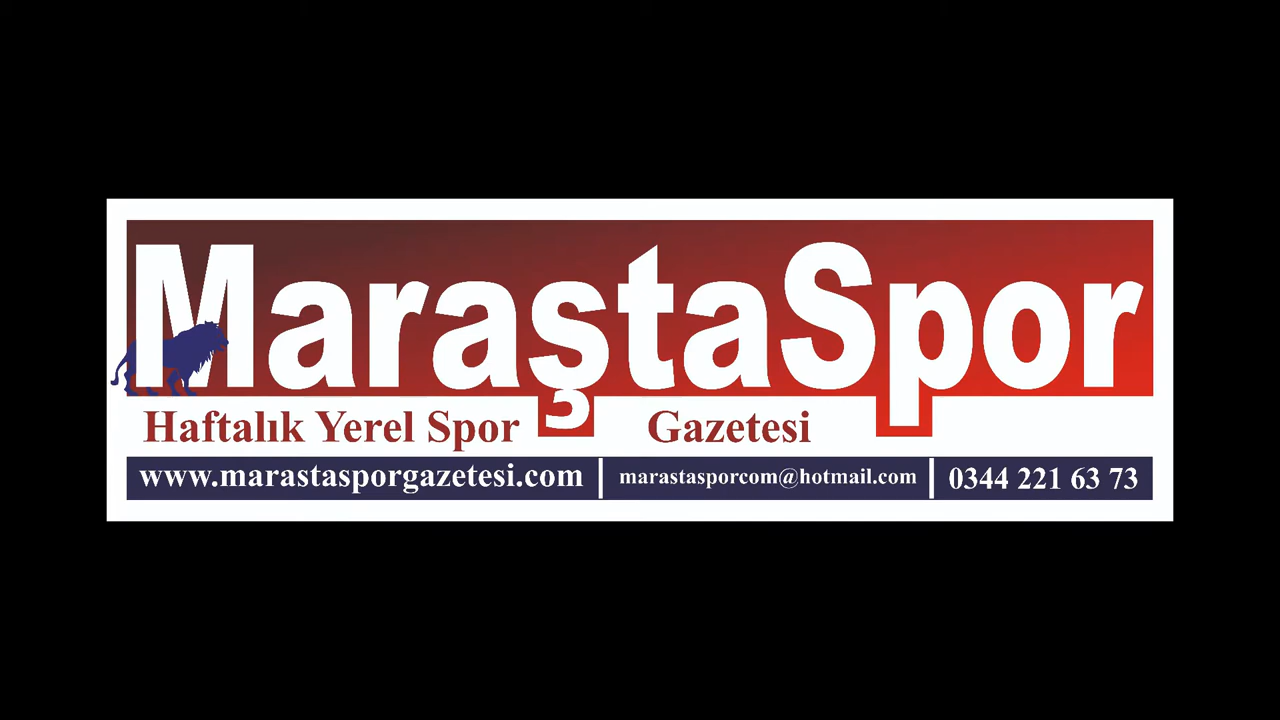 MaraştaSpor
Haftalık Yerel Spor Gazetesi
www.marastasporgazetesi.com | marastasporcom@hotmail.com | 0344 221 63 73